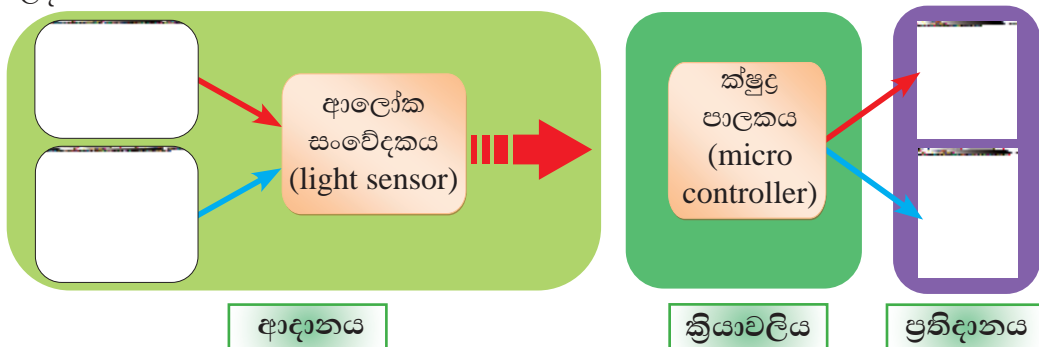 ආලෝක
සංවේදකය
(light sensor)
ක්ෂුද්‍ර
පාලකය
(micro
controller)
ආදානය
ක්‍රියාවලිය
ප්‍රතිදානය